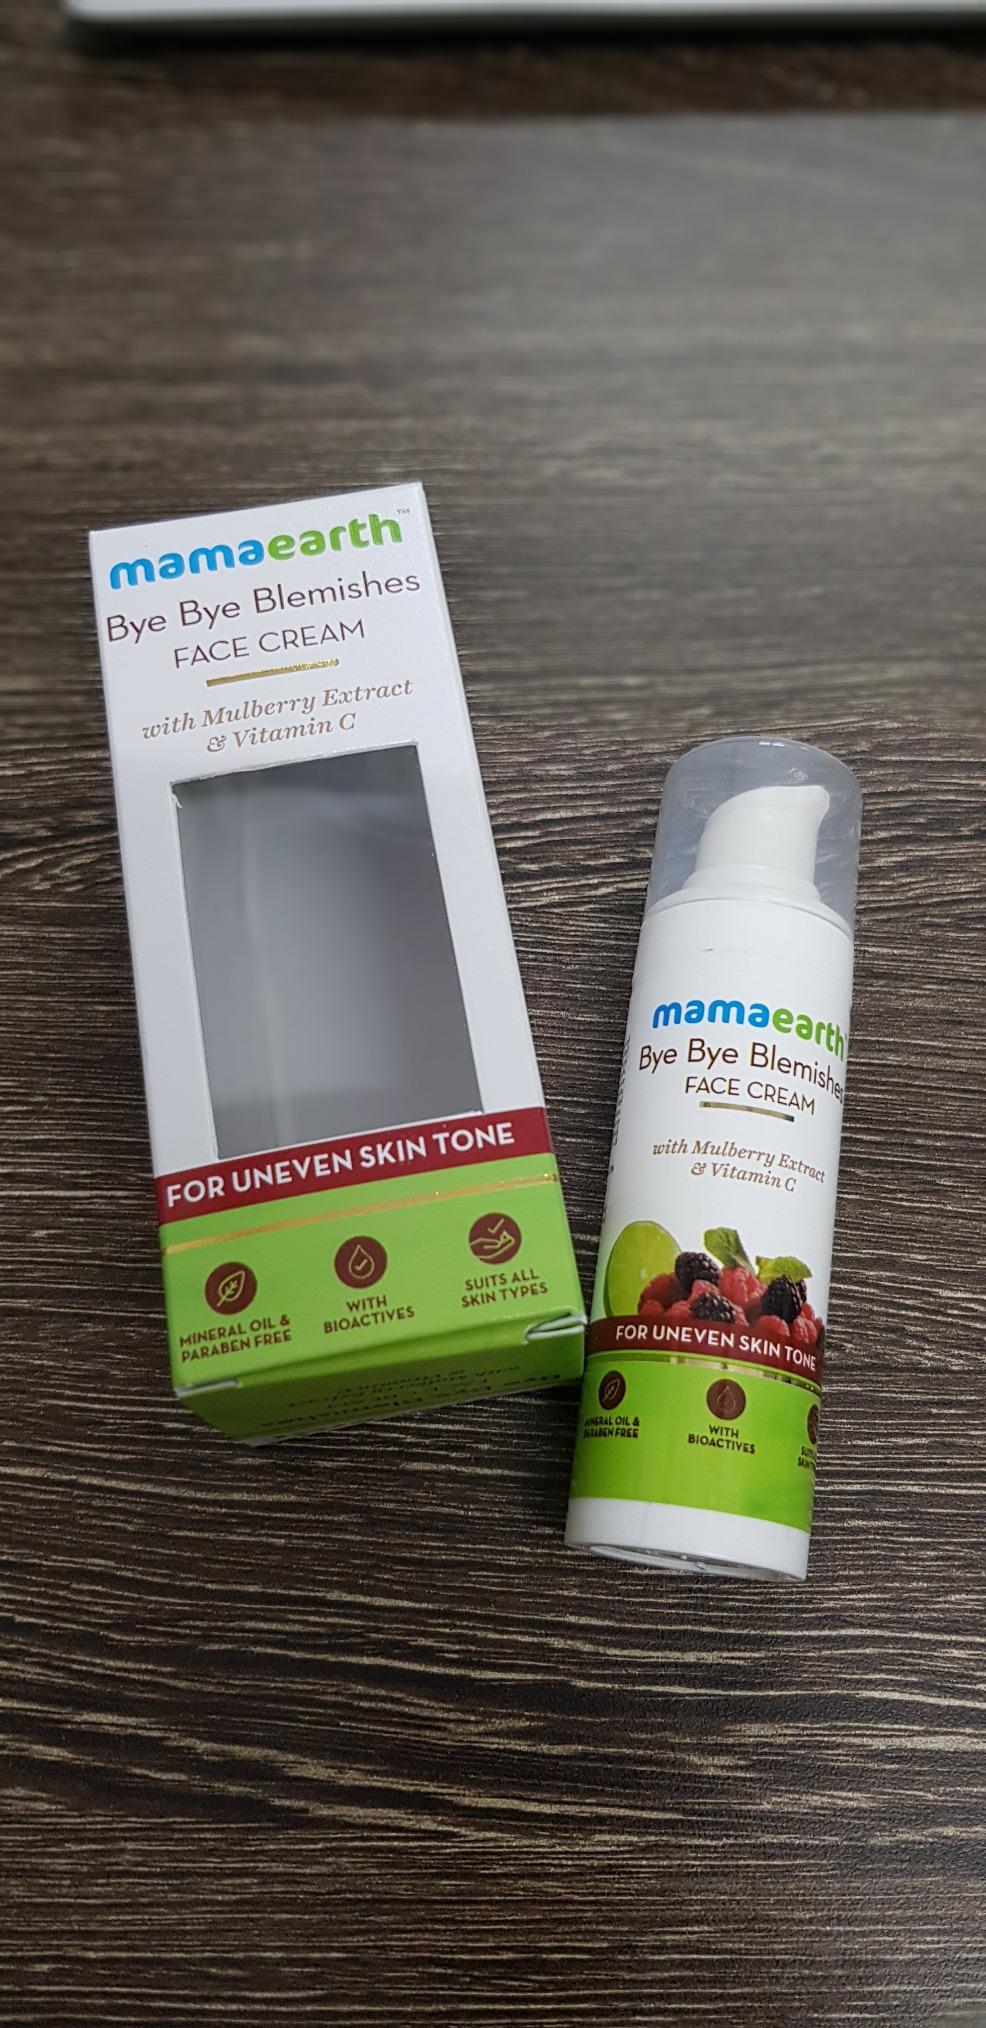 mamaearth™
Bye Bye Blemishes
FACE CREAM
with Mulberry Extract
& Vitamin C
FOR UNEVEN SKIN TONE
MINERAL OIL &
PARABEN FREE
WITH
BIOACTIVES
SUITS ALL
SKIN TYPES
mamaearth
Bye Bye Blemishes
FACE CREAM
with Mulberry Extract
& Vitamin C
FOR UNEVEN SKIN TONE
MINERAL OIL &
PARABEN FREE
WITH
BIOACTIVES